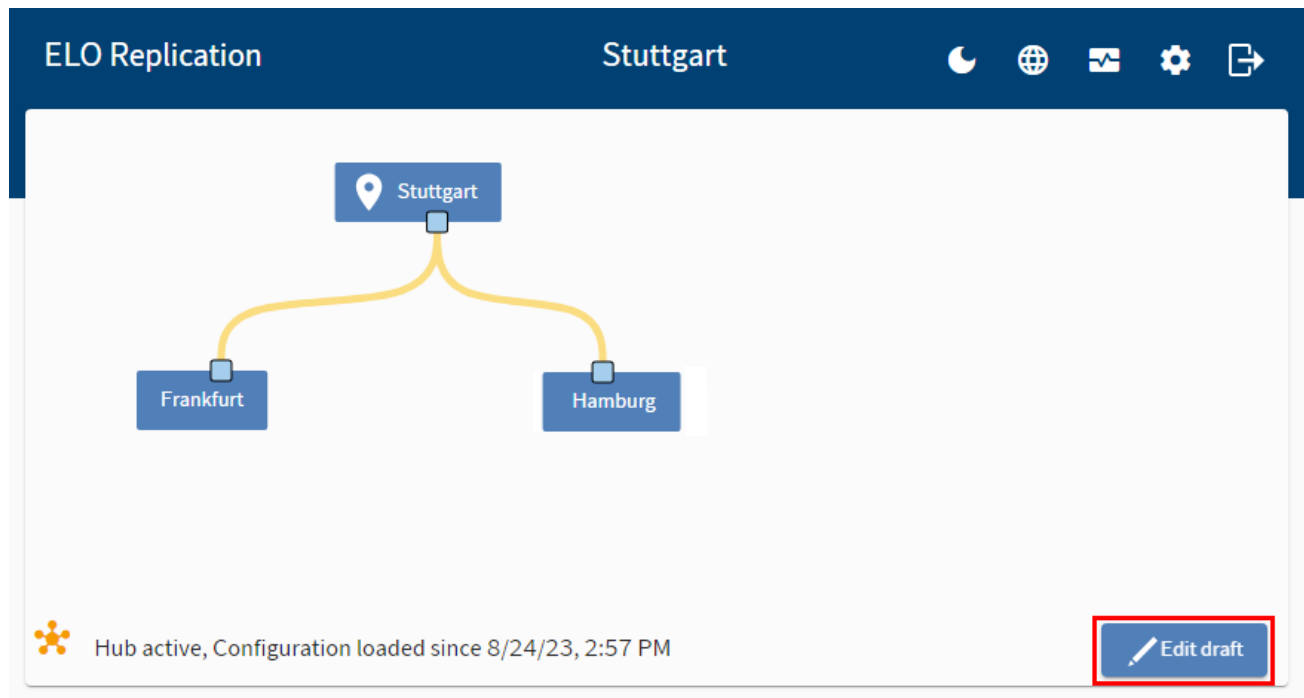 ELO Replication
Stuttgart
Stuttgart
Frankfurt
Hamburg
Hub active, Configuration loaded since 8/24/23, 2:57 PM
Edit draft